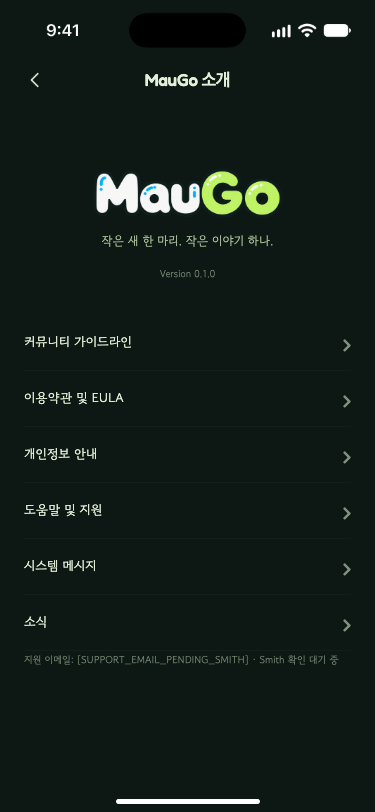 9:41
MauGo 소개
MauGo
작은 새 한 마리. 작은 이야기 하나.
Version 0.1.0
커뮤니티 가이드라인
이용약관 및 EULA
개인정보 안내
도움말 및 지원
시스템 메시지
소식
지원 이메일: [SUPPORT_EMAIL_PENDING_SMITH] · Smith 확인 대기 중